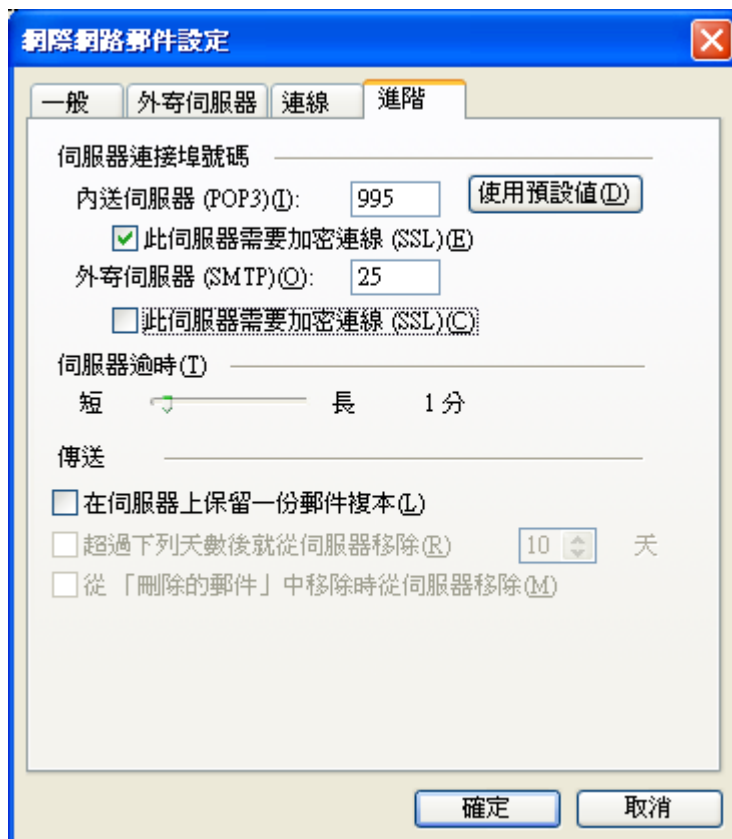 網際網路郵件設定
一般 外寄伺服器 連線 進階
伺服器連接埠號碼
內送伺服器 (POP3)(I): 995 使用預設值(D)
此伺服器需要加密連線 (SSL)(E)
外寄伺服器 (SMTP)(O): 25
此伺服器需要加密連線 (SSL)(C)
伺服器逾時(T)
短 長 1 分
傳送
在伺服器上保留一份郵件複本(L)
超過下列天數後就從伺服器移除(R) 10 天
從「刪除的郵件」中移除時從伺服器移除(M)
確定 取消